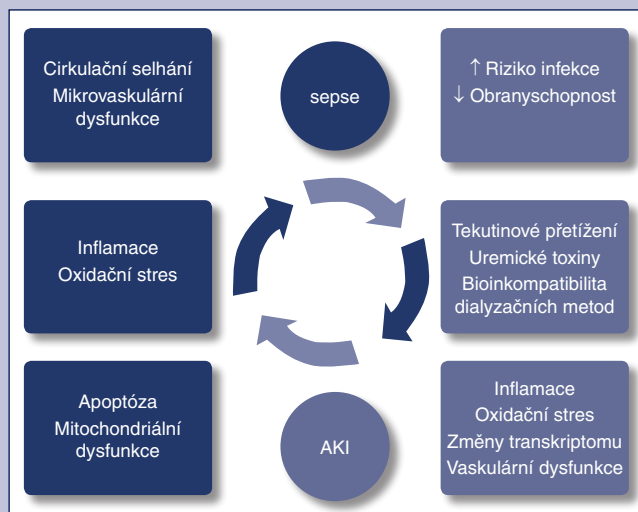 Cirkulační selhání
Mikrovaskulární
dysfunkce
sepse
↑ Riziko infekce
↓ Obranyschopnost
Inflamace
Oxidační stres
Tekutinové přetížení
Uremické toxiny
Bioinkompatibilita
dialyzačních metod
Apoptóza
Mitochondriální
dysfunkce
AKI
Inflamace
Oxidační stres
Změny transkriptomu
Vaskulární dysfunkce